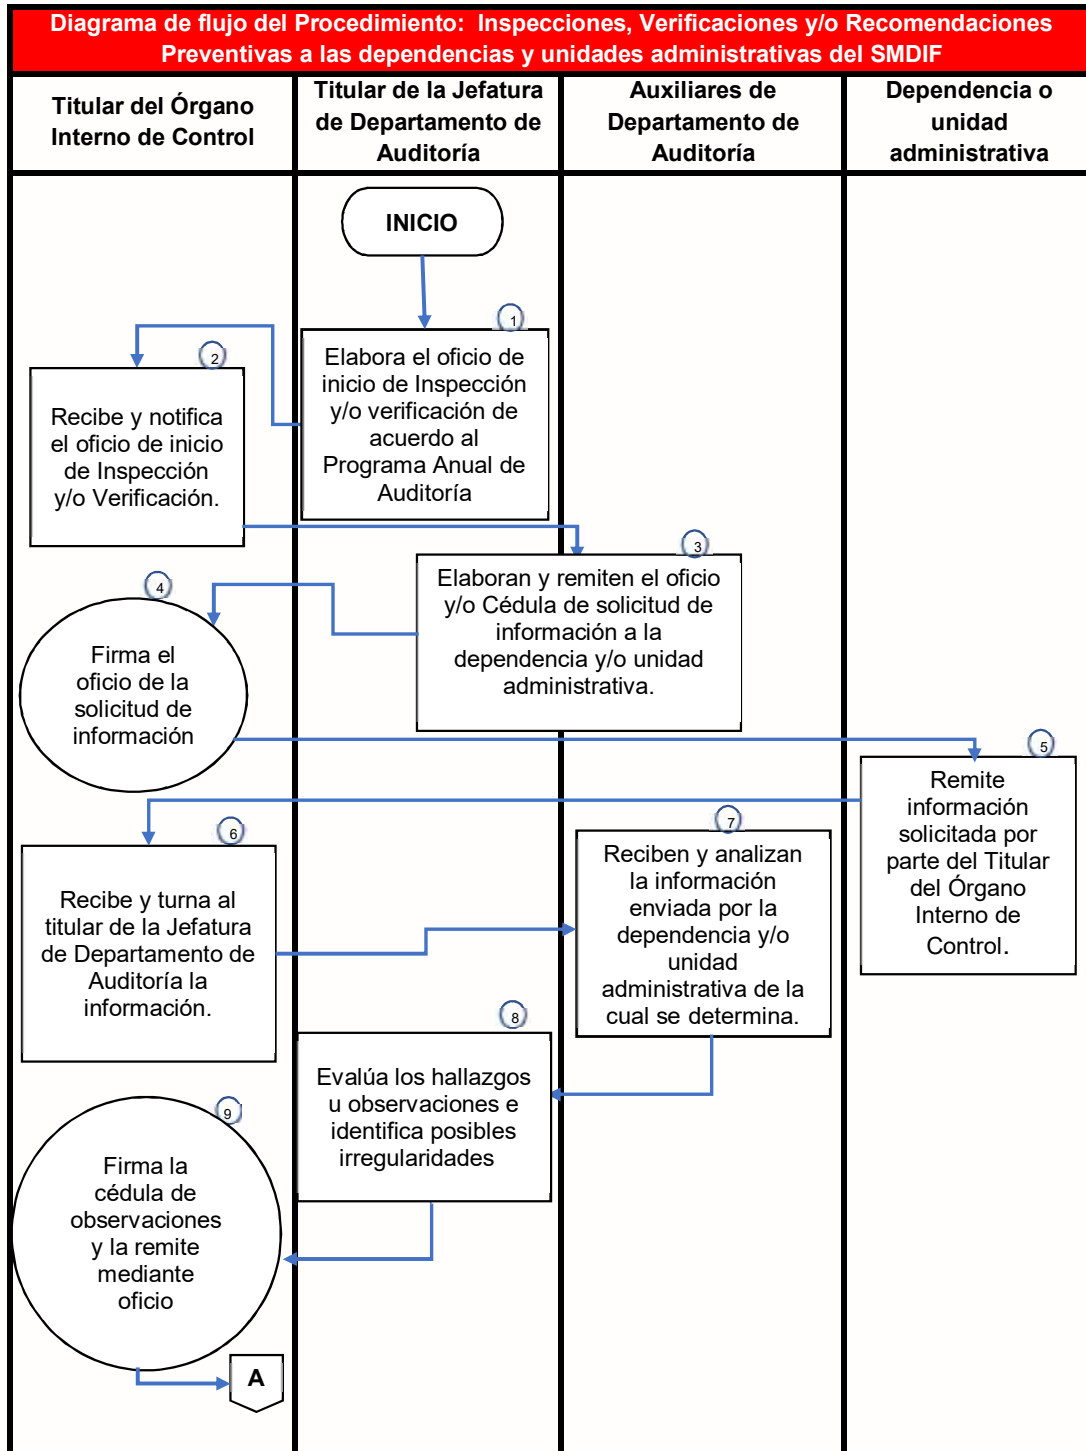 Diagrama de flujo del Procedimiento: Inspecciones, Verificaciones y/o Recomendaciones
Preventivas a las dependencias y unidades administrativas del SMDIF
Titular del Órgano
Interno de Control
Titular de la Jefatura
de Departamento de
Auditoría
Auxiliares de
Departamento de
Auditoría
Dependencia o
unidad
administrativa
INICIO
1
Elabora el oficio de
inicio de Inspección
y/o verificación de
acuerdo al
Programa Anual de
Auditoría
2
Recibe y notifica
el oficio de inicio
de Inspección
y/o Verificación.
3
Elaboran y remiten el oficio
y/o Cédula de solicitud de
información a la
dependencia y/o unidad
administrativa.
4
Firma el
oficio de la
solicitud de
información
5
Remite
información
solicitada por
parte del Titular
del Órgano
Interno de
Control.
6
Recibe y turna al
titular de la Jefatura
de Departamento de
Auditoría la
información.
7
Reciben y analizan
la información
enviada por la
dependencia y/o
unidad
administrativa de la
cual se determina.
8
Evalúa los hallazgos
u observaciones e
identifica posibles
irregularidades
9
Firma la
cédula de
observaciones
y la remite
mediante
oficio
A